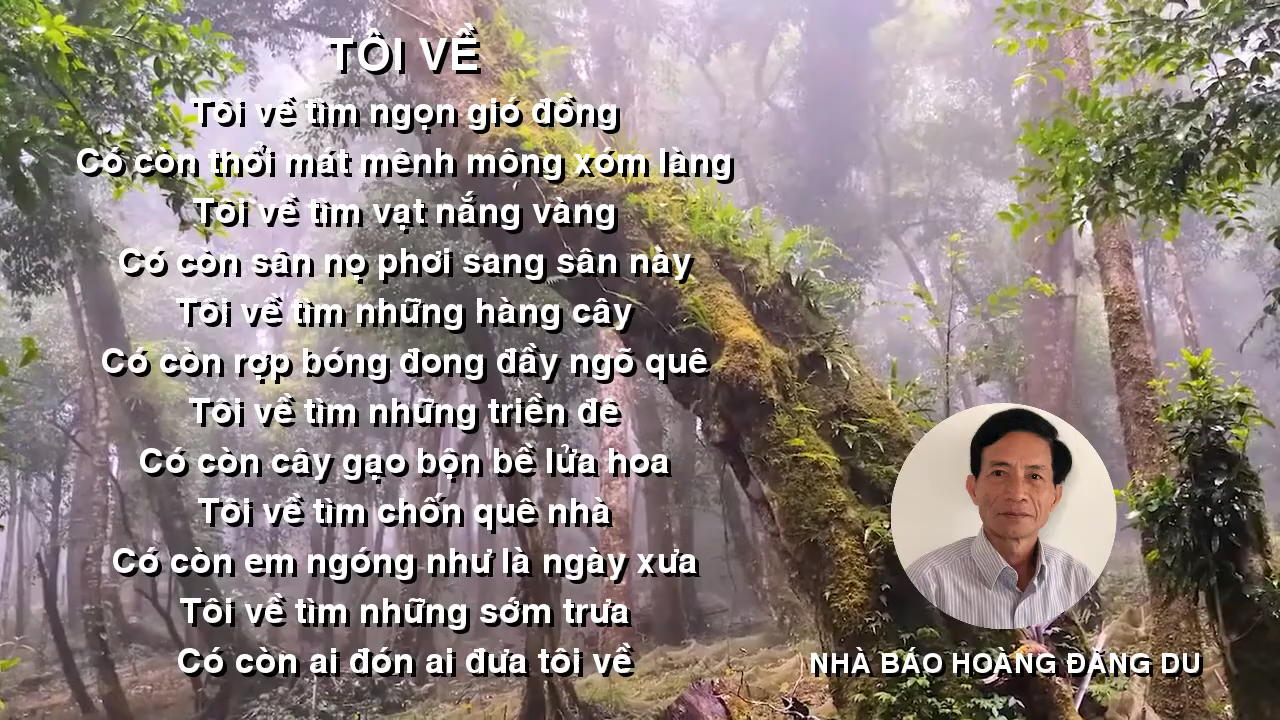 TÔI VỀ
Tôi về tìm ngọn gió đồng
Có còn thổi mát mênh mông xóm làng
Tôi về tìm vạt nắng vàng
Có còn sân nọ phơi sang sân này
Tôi về tìm những hàng cây
Có còn rợp bóng đong đầy ngõ quê
Tôi về tìm những triền đê
Có còn cây gạo bộn bề lửa hoa
Tôi về tìm chốn quê nhà
Có còn em ngóng như là ngày xưa
Tôi về tìm những sớm trưa
Có còn ai đón ai đưa tôi về
NHÀ BÁO HOÀNG ĐĂNG DU